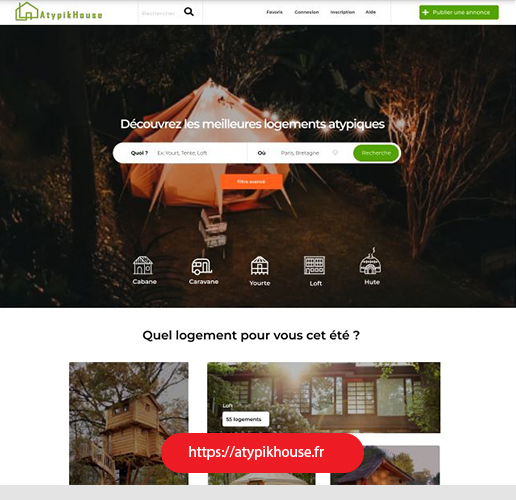 AtypikHouse
Rechercher
Favoris Connexion Inscription Aide
+ Publier une annonce
Découvrez les meilleures logements atypiques
Quoi ? Ex: Yourt, Tente, Loft Où Paris, Bretagne Recherche
filtre avancé
Cabane Caravane Yourte Loft Hute
Quel logement pour vous cet été ?
Loft
55 logements
https://atypikhouse.fr